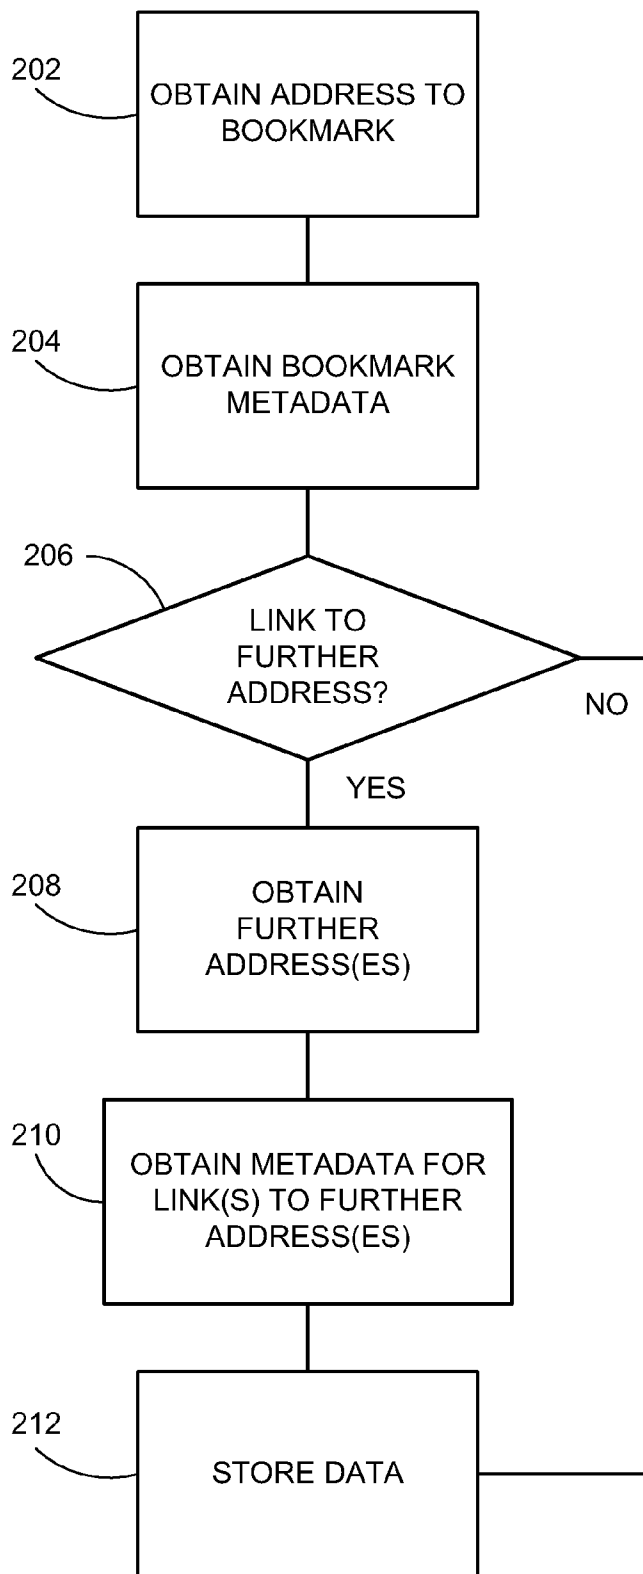 202
OBTAIN ADDRESS TO
BOOKMARK
204
OBTAIN BOOKMARK
METADATA
206
LINK TO
FURTHER
ADDRESS?
NO
YES
208
OBTAIN
FURTHER
ADDRESS(ES)
210
OBTAIN METADATA FOR
LINK(S) TO FURTHER
ADDRESS(ES)
212
STORE DATA